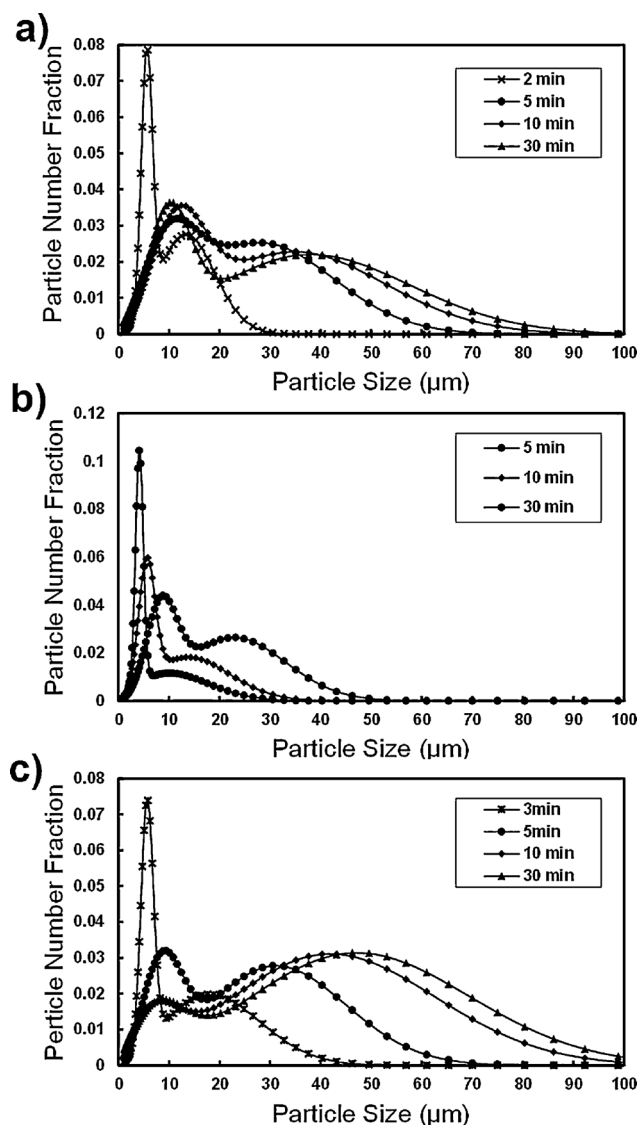 a)
Particle Number Fraction
0.08
0.07
0.06
0.05
0.04
0.03
0.02
0.01
0
2 min
5 min
10 min
30 min
0 10 20 30 40 50 60 70 80 90 100
Particle Size (µm)
b)
Particle Number Fraction
0.12
0.1
0.08
0.06
0.04
0.02
0
5 min
10 min
30 min
0 10 20 30 40 50 60 70 80 90 100
Particle Size (µm)
c)
Perticle Number Fraction
0.08
0.07
0.06
0.05
0.04
0.03
0.02
0.01
0
3min
5min
10 min
30 min
0 10 20 30 40 50 60 70 80 90 100
Particle Size (µm)